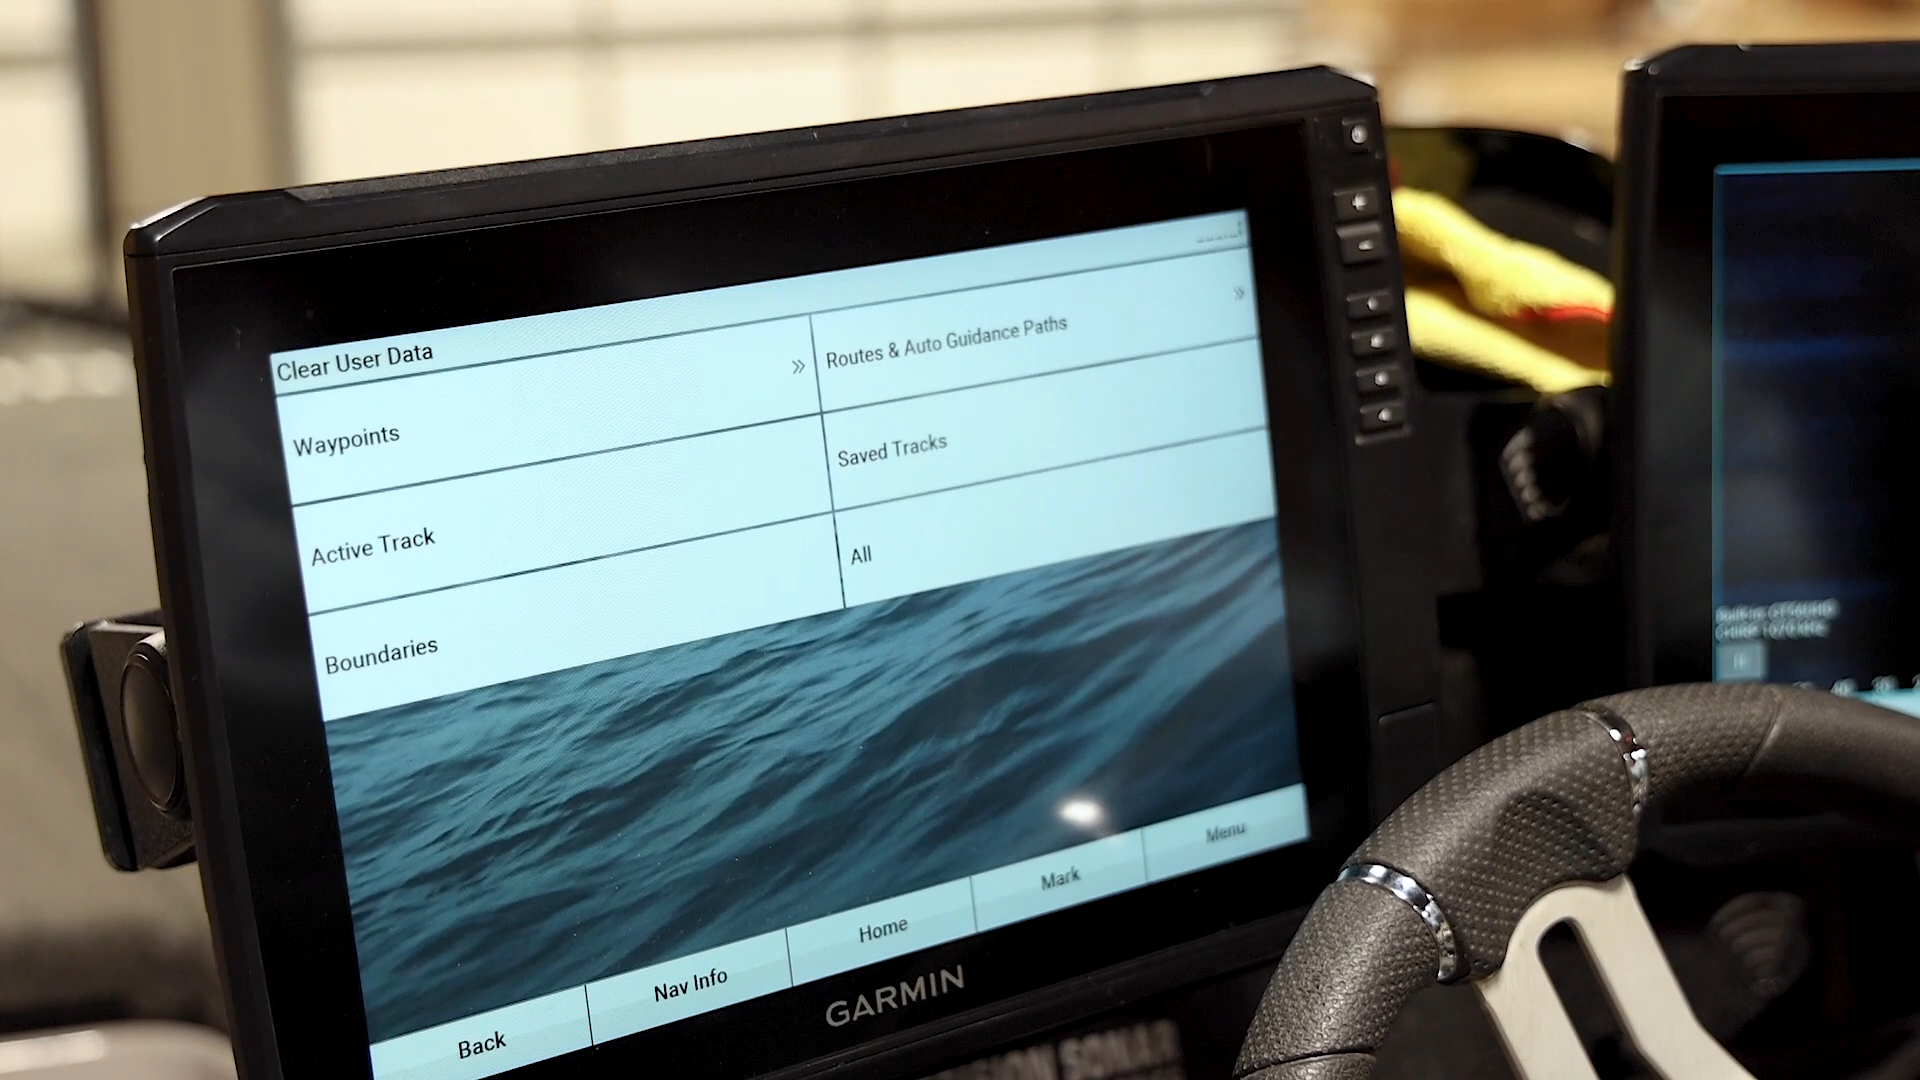 Clear User Data
Waypoints »
Routes & Auto Guidance Paths »
Active Track
Saved Tracks
Boundaries
All
Back
Nav Info
Home
Mark
Menu
GARMIN
SONAR